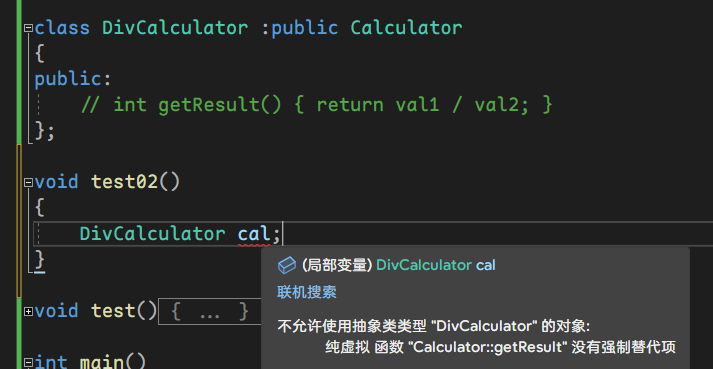 class DivCalculator :public Calculator
{
public:
// int getResult() { return val1 / val2; }
};
void test02()
{
DivCalculator cal;
}
(局部变量) DivCalculator cal
联机搜索
不允许使用抽象类类型 "DivCalculator" 的对象:
纯虚拟 函数 "Calculator::getResult" 没有强制替代项
void test() { ... }
int main()